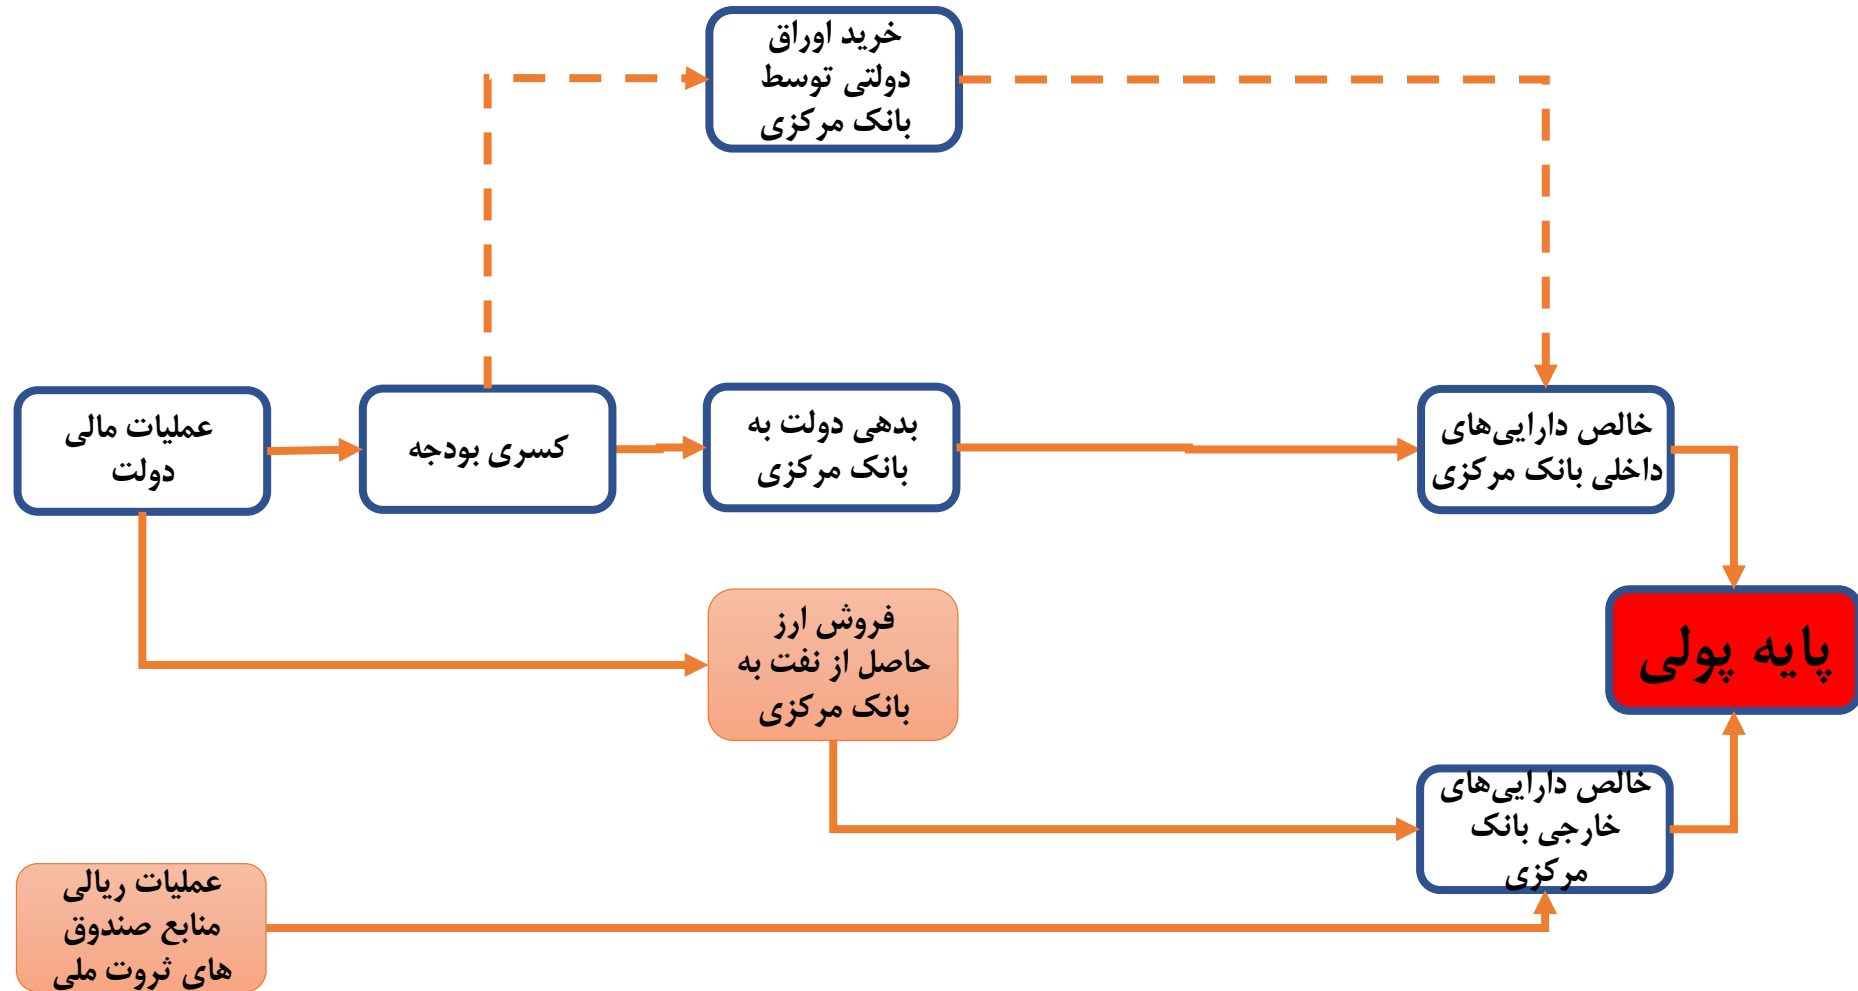 خرید اوراق
دولتی توسط
بانک مرکزی
عملیات مالی
دولت
کسری بودجه
بدهی دولت به
بانک مرکزی
خالص دارایی‌های
داخلی بانک مرکزی
فروش ارز
حاصل از نفت به
بانک مرکزی
پایه پولی
خالص دارایی‌های
خارجی بانک
مرکزی
عملیات ریالی
منابع صندوق
های ثروت ملی